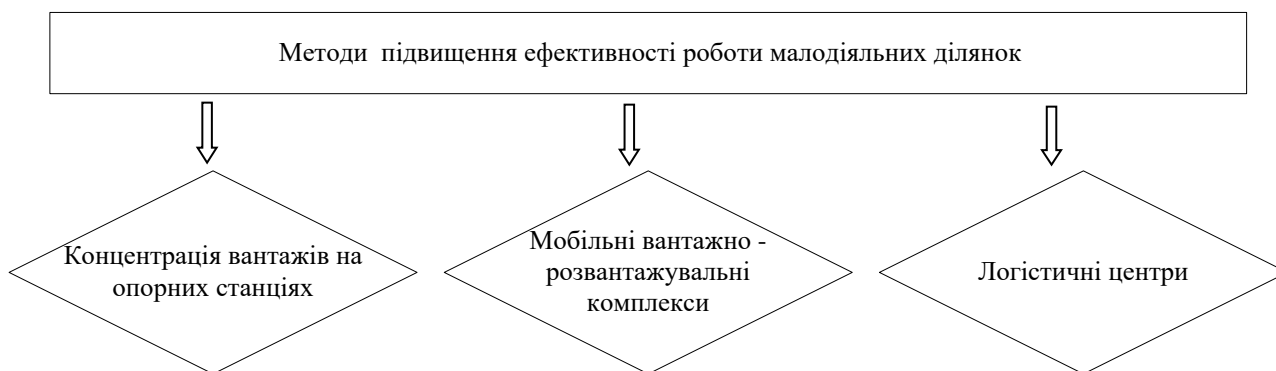 Методи підвищення ефективності роботи малодіяльних ділянок
Концентрація вантажів на
опорних станціях
Мобільні вантажно -
розвантажувальні
комплекси
Логістичні центри